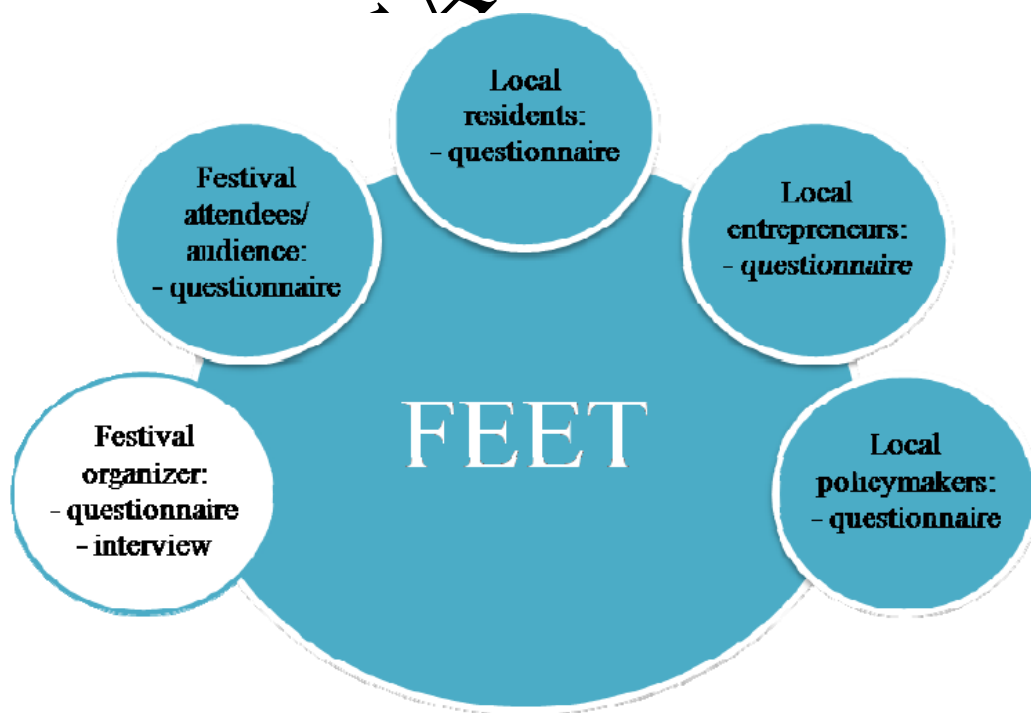 Local
residents:
- questionnaire
Festival
attendees/
audience:
- questionnaire
Local
entrepreneurs:
- questionnaire
FEET
Festival
organizer:
- questionnaire
- interview
Local
policymakers:
- questionnaire